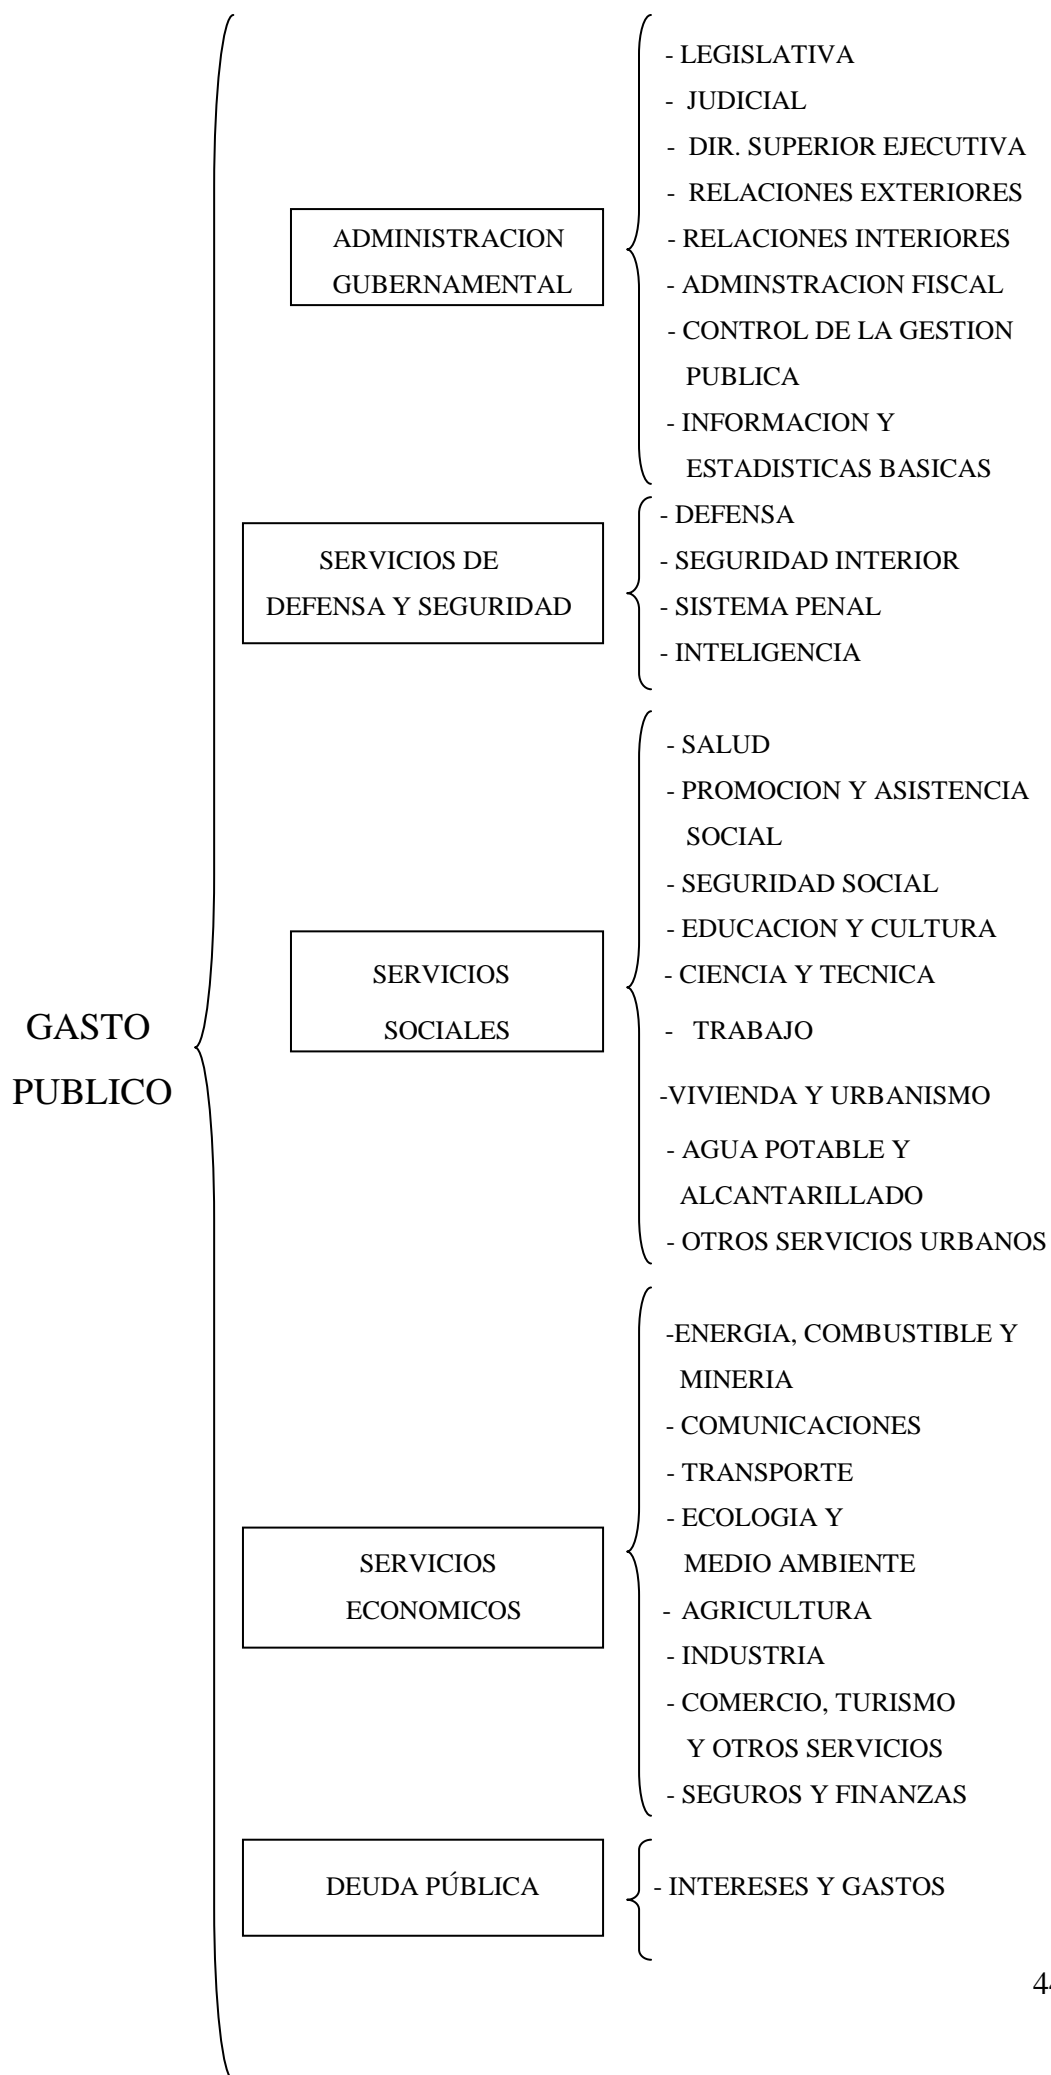 GASTO
PUBLICO
ADMINISTRACION
GUBERNAMENTAL
- LEGISLATIVA
- JUDICIAL
- DIR. SUPERIOR EJECUTIVA
- RELACIONES EXTERIORES
- RELACIONES INTERIORES
- ADMINSTRACION FISCAL
- CONTROL DE LA GESTION
PUBLICA
- INFORMACION Y
ESTADISTICAS BASICAS
SERVICIOS DE
DEFENSA Y SEGURIDAD
- DEFENSA
- SEGURIDAD INTERIOR
- SISTEMA PENAL
- INTELIGENCIA
SERVICIOS
SOCIALES
- SALUD
- PROMOCION Y ASISTENCIA
SOCIAL
- SEGURIDAD SOCIAL
- EDUCACION Y CULTURA
- CIENCIA Y TECNICA
- TRABAJO
-VIVIENDA Y URBANISMO
- AGUA POTABLE Y
ALCANTARILLADO
- OTROS SERVICIOS URBANOS
SERVICIOS
ECONOMICOS
-ENERGIA, COMBUSTIBLE Y
MINERIA
- COMUNICACIONES
- TRANSPORTE
- ECOLOGIA Y
MEDIO AMBIENTE
- AGRICULTURA
- INDUSTRIA
- COMERCIO, TURISMO
Y OTROS SERVICIOS
- SEGUROS Y FINANZAS
DEUDA PÚBLICA
- INTERESES Y GASTOS